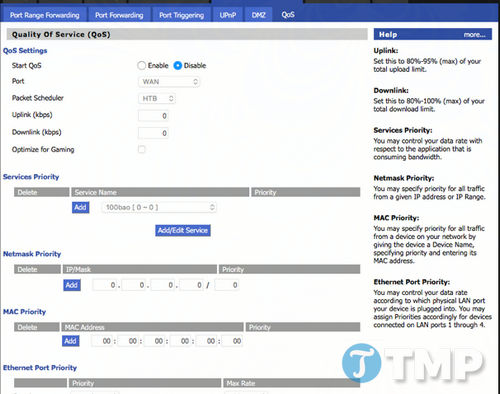 Port Range Forwarding Port Forwarding Port Triggering UPnP DMZ QoS
Quality Of Service (QoS)
Help more...
QoS Settings
Start QoS Enable Disable
Port WAN
Packet Scheduler HTB
Uplink (kbps) 0
Downlink (kbps) 0
Optimize for Gaming
Services Priority
Delete Service Name Priority
Add 100bao [ 0 ~ 0 ]
Add/Edit Service
Netmask Priority
Delete IP/Mask Priority
Add 0 . 0 . 0 . 0 / 0
MAC Priority
Delete MAC Address Priority
Add 00 : 00 : 00 : 00 : 00 : 00
Ethernet Port Priority
Priority Max Rate
Uplink:
Set this to 80%-95% (max) of your
total upload limit.
Downlink:
Set this to 80%-100% (max) of your
total download limit.
Services Priority:
You may control your data rate with
respect to the application that is
consuming bandwidth.
Netmask Priority:
You may specify priority for all traffic
from a given IP address or IP Range.
MAC Priority:
You may specify priority for all traffic
from a device on your network by
giving the device a Device Name,
specifying priority and entering its
MAC address.
Ethernet Port Priority:
You may control your data rate
according to which physical LAN port
your device is plugged into. You may
assign Priorities accordingly for devices
connected on LAN ports 1 through 4.
TMP